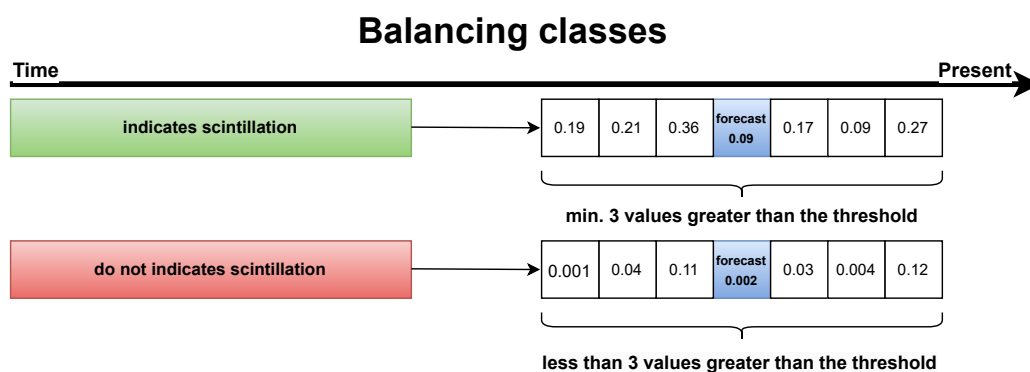 Balancing classes
Time
Present
indicates scintillation
0.19 0.21 0.36 forecast 0.09 0.17 0.09 0.27
min. 3 values greater than the threshold
do not indicates scintillation
0.001 0.04 0.11 forecast 0.002 0.03 0.004 0.12
less than 3 values greater than the threshold